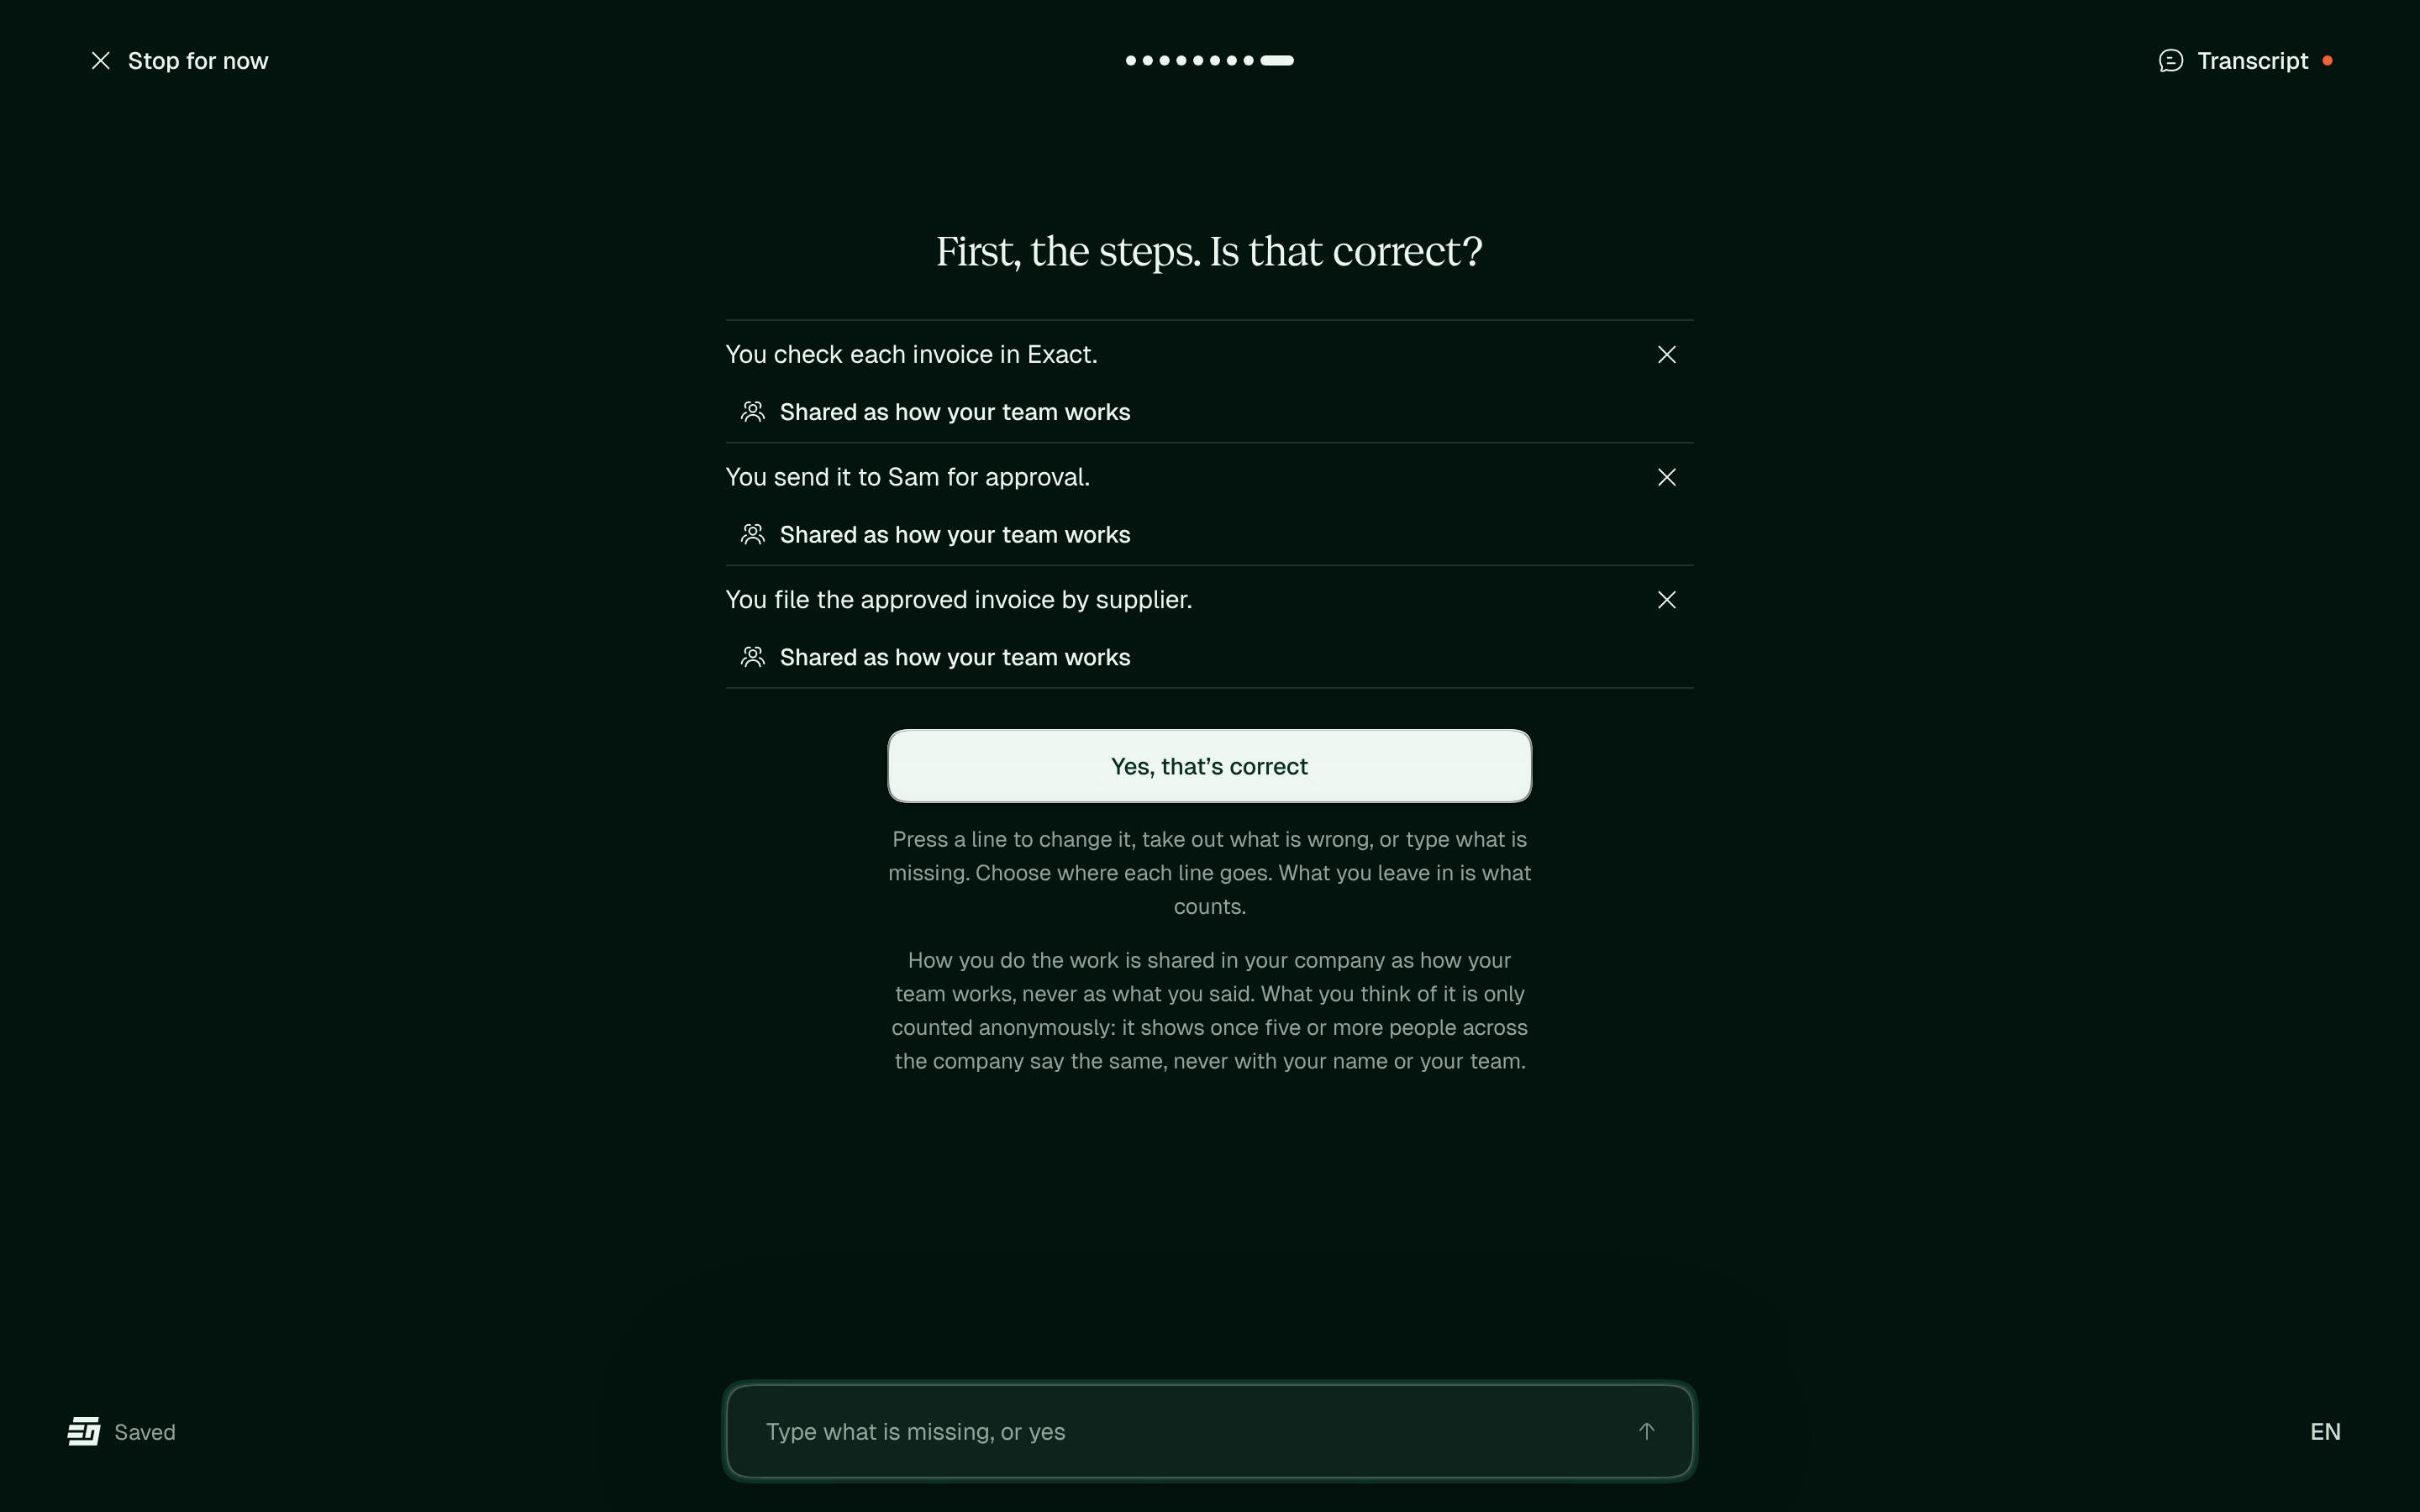 Stop for now
Transcript
First, the steps. Is that correct?
You check each invoice in Exact.
Shared as how your team works
You send it to Sam for approval.
Shared as how your team works
You file the approved invoice by supplier.
Shared as how your team works
Yes, that’s correct
Press a line to change it, take out what is wrong, or type what is
missing. Choose where each line goes. What you leave in is what
counts.
How you do the work is shared in your company as how your
team works, never as what you said. What you think of it is only
counted anonymously: it shows once five or more people across
the company say the same, never with your name or your team.
Saved
Type what is missing, or yes
EN